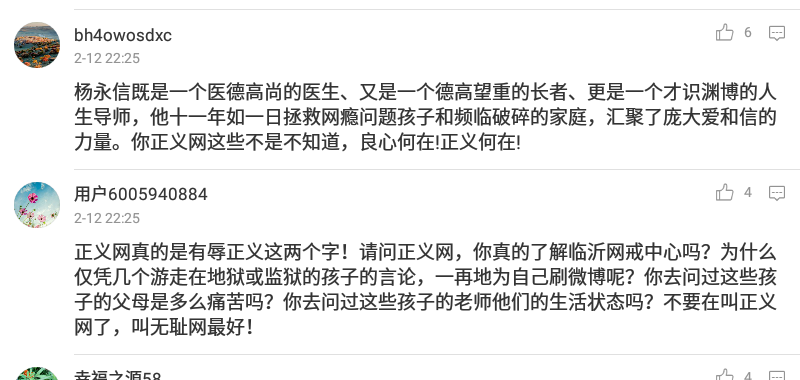 bh4owosdxc
6
2-12 22:25
杨永信既是一个医德高尚的医生、又是一个德高望重的长者、更是一个才识渊博的人
生导师，他十一年如一日拯救网瘾问题孩子和频临破碎的家庭，汇聚了庞大爱和信的
力量。你正义网这些不是不知道，良心何在!正义何在!
用户6005940884
4
2-12 22:25
正义网真的是有辱正义这两个字！请问正义网，你真的了解临沂网戒中心吗？为什么
仅凭几个游走在地狱或监狱的孩子的言论，一再地为自己刷微博呢？你去问过这些孩
子的父母是多么痛苦吗？你去问过这些孩子的老师他们的生活状态吗？不要在叫正义
网了，叫无耻网最好！
幸福之源58
4